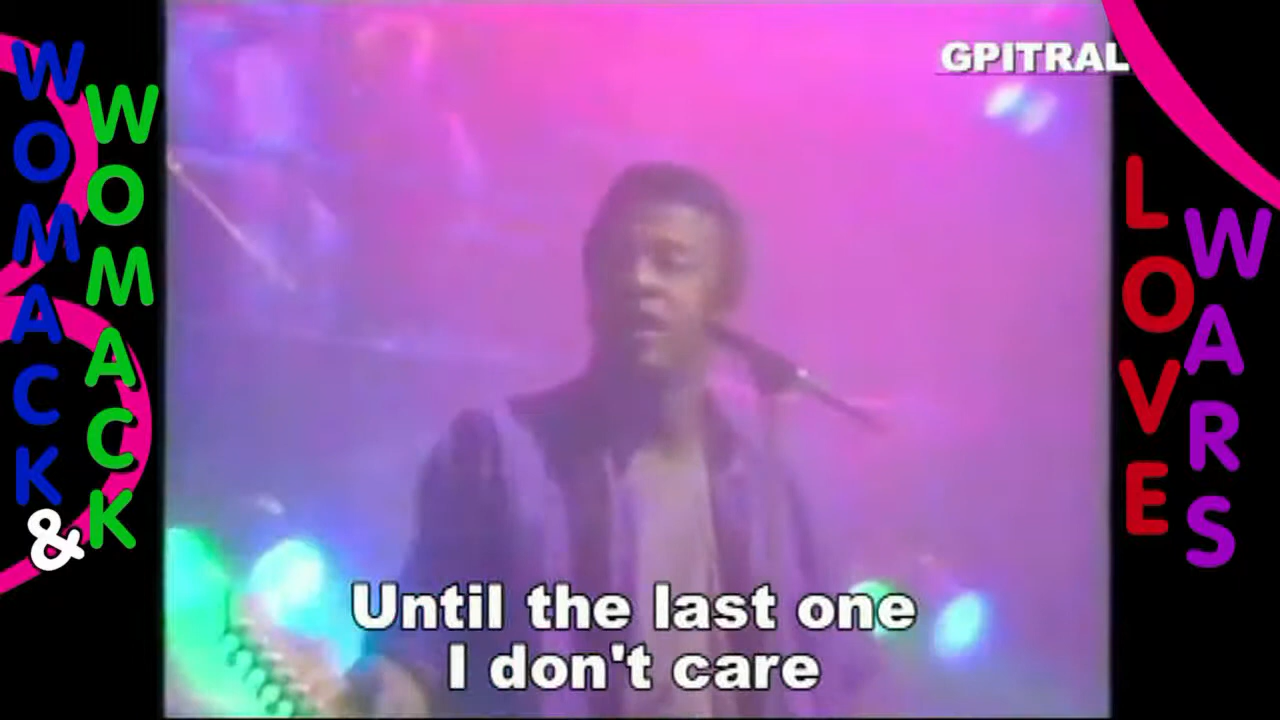 WOMACK
&
WOMACK
GPITRAL
LOVE
WARS
Until the last one
I don't care